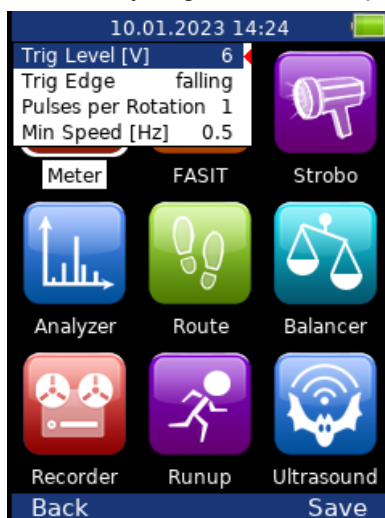 10.01.2023 14:24
Trig Level [V] 6
Trig Edge falling
Pulses per Rotation 1
Min Speed [Hz] 0.5
Meter FASIT Strobo
Analyzer Route Balancer
Recorder Runup Ultrasound
Back Save